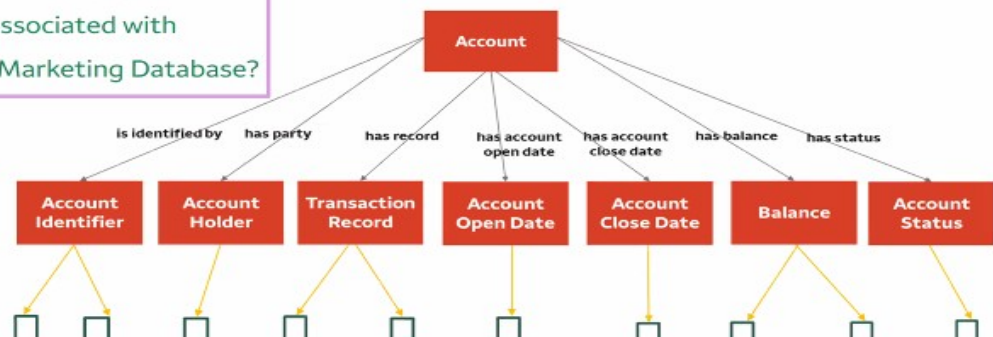 ssociated with
Marketing Database?
Account
is identified by
has party
has record
has account
open date
has account
close date
has balance
has status
Account
Identifier
Account
Holder
Transaction
Record
Account
Open Date
Account
Close Date
Balance
Account
Status